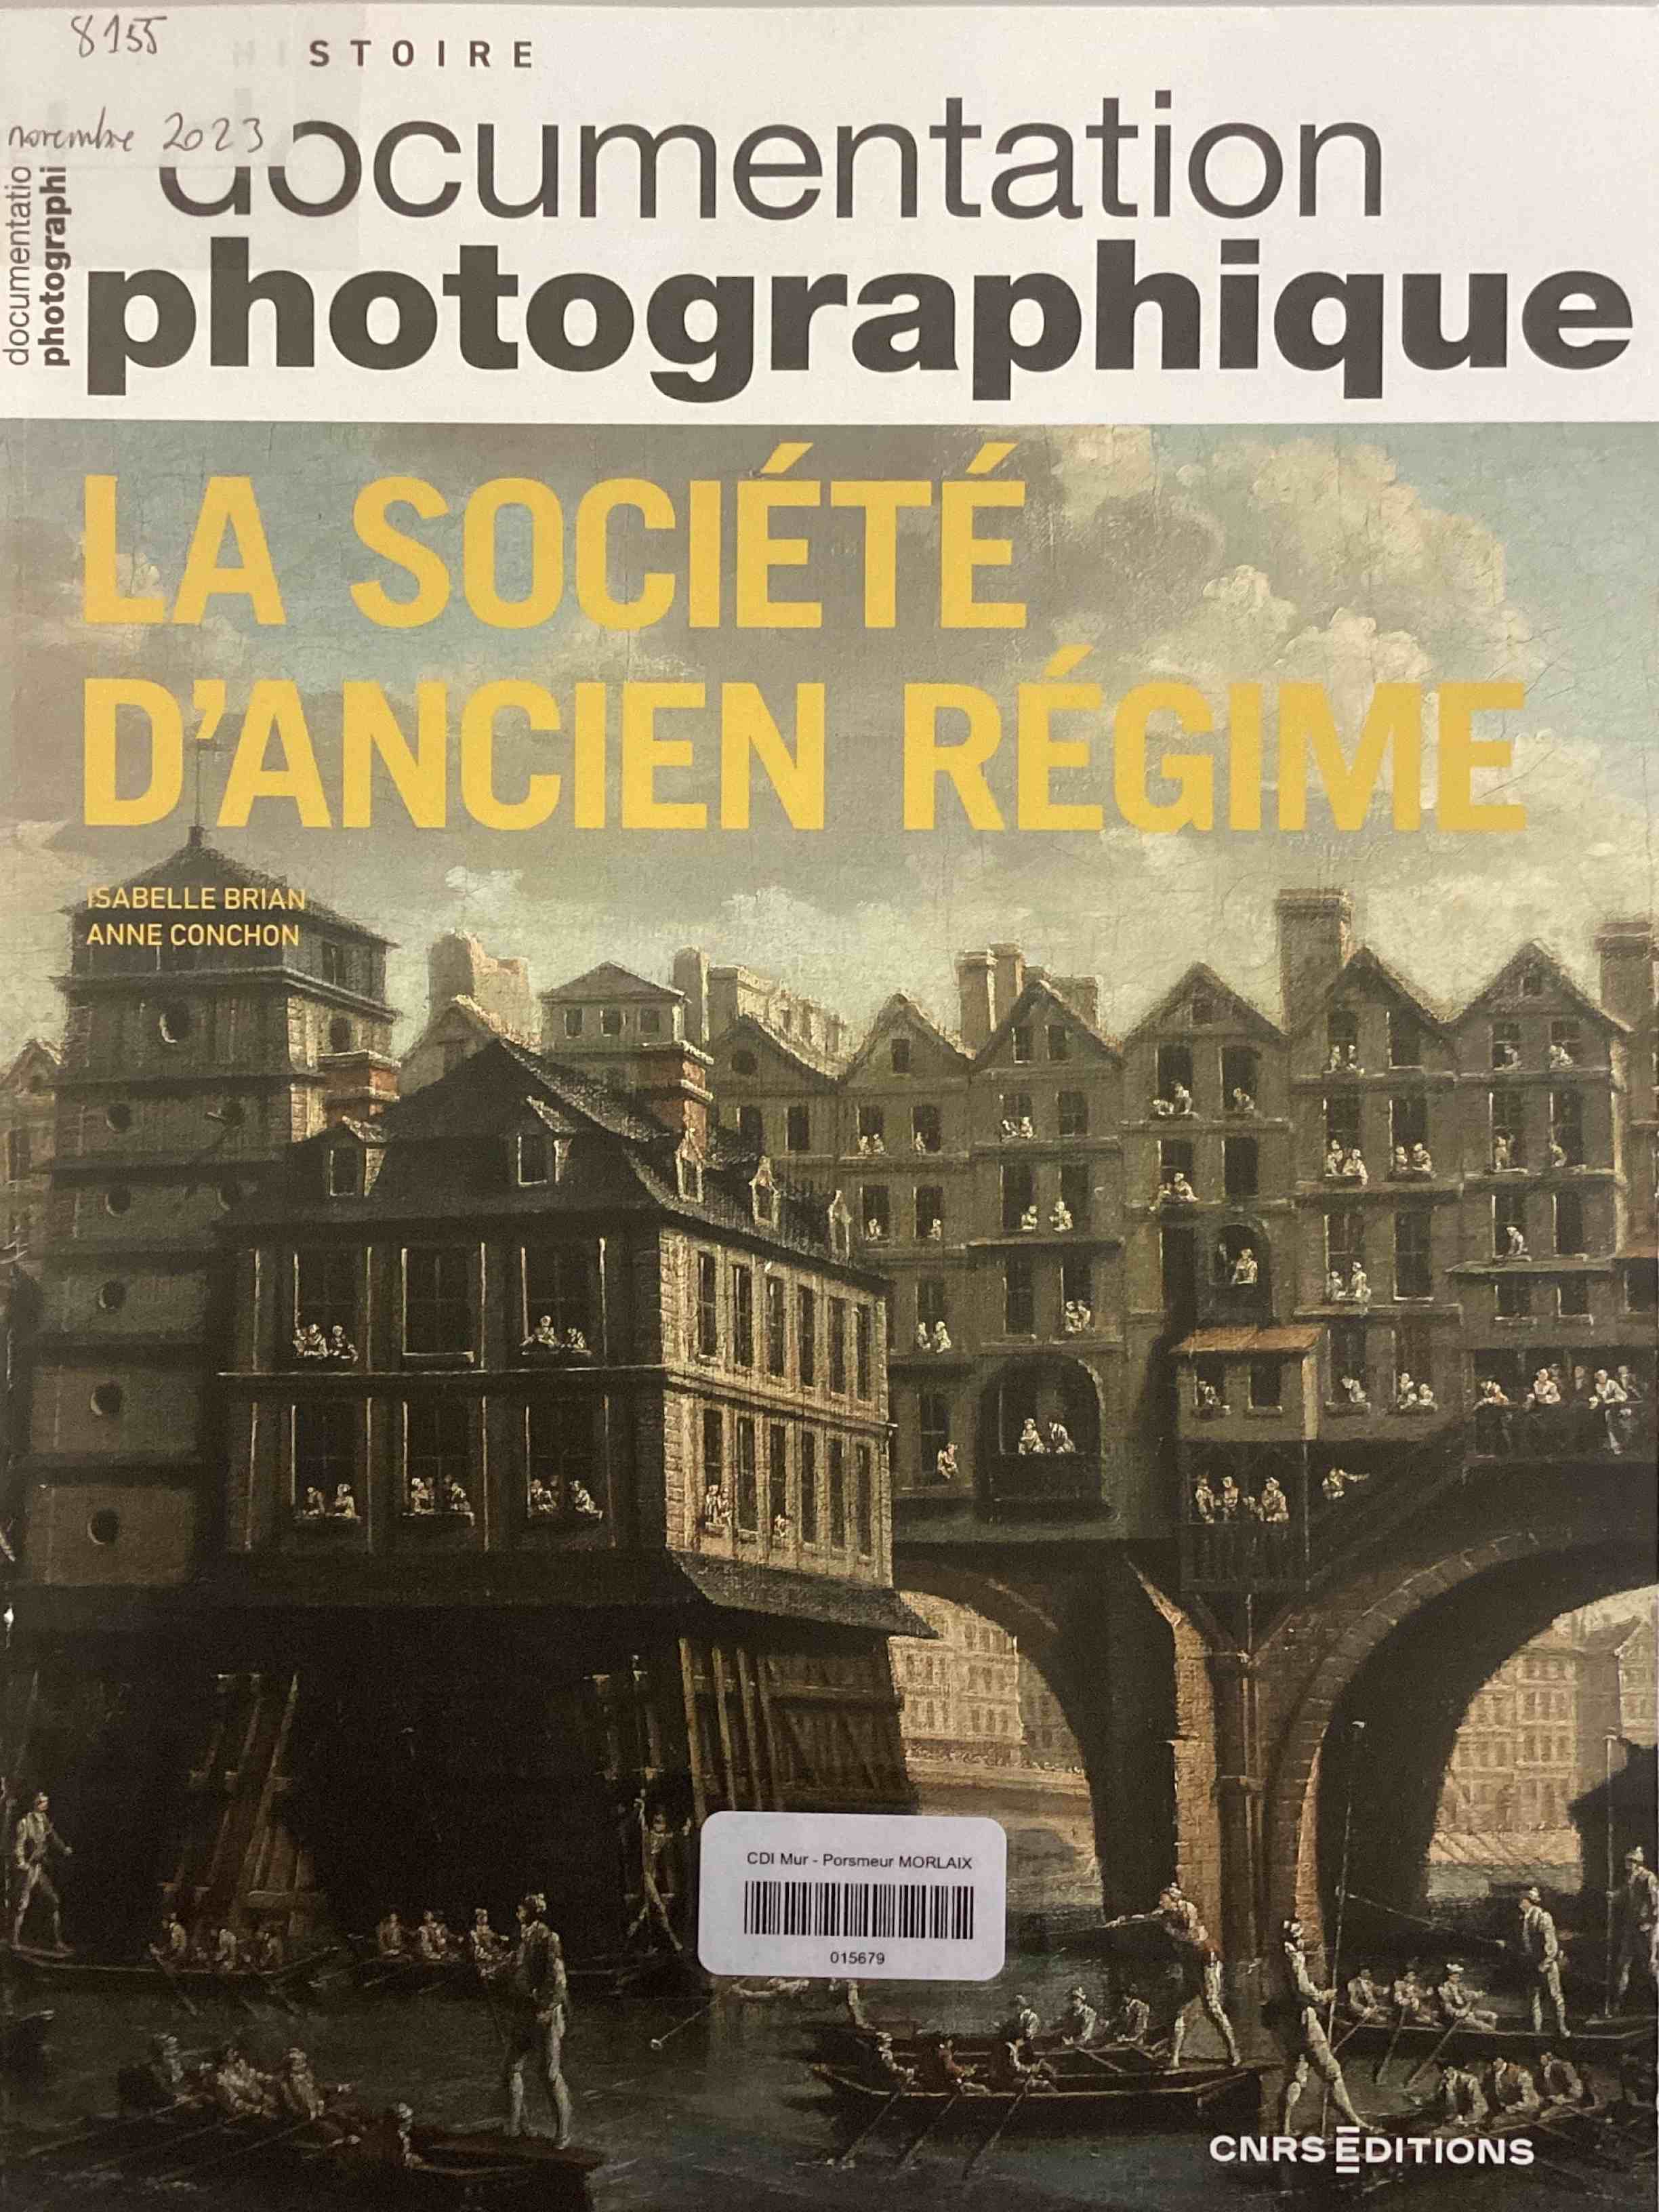 8155
HISTOIRE
novembre 2023
documentation
photographique
documentatio
photographi
LA SOCIÉTÉ
D'ANCIEN RÉGIME
ISABELLE BRIAN
ANNE CONCHON
CDI Mur - Porsmeur MORLAIX
015679
CNRS EDITIONS